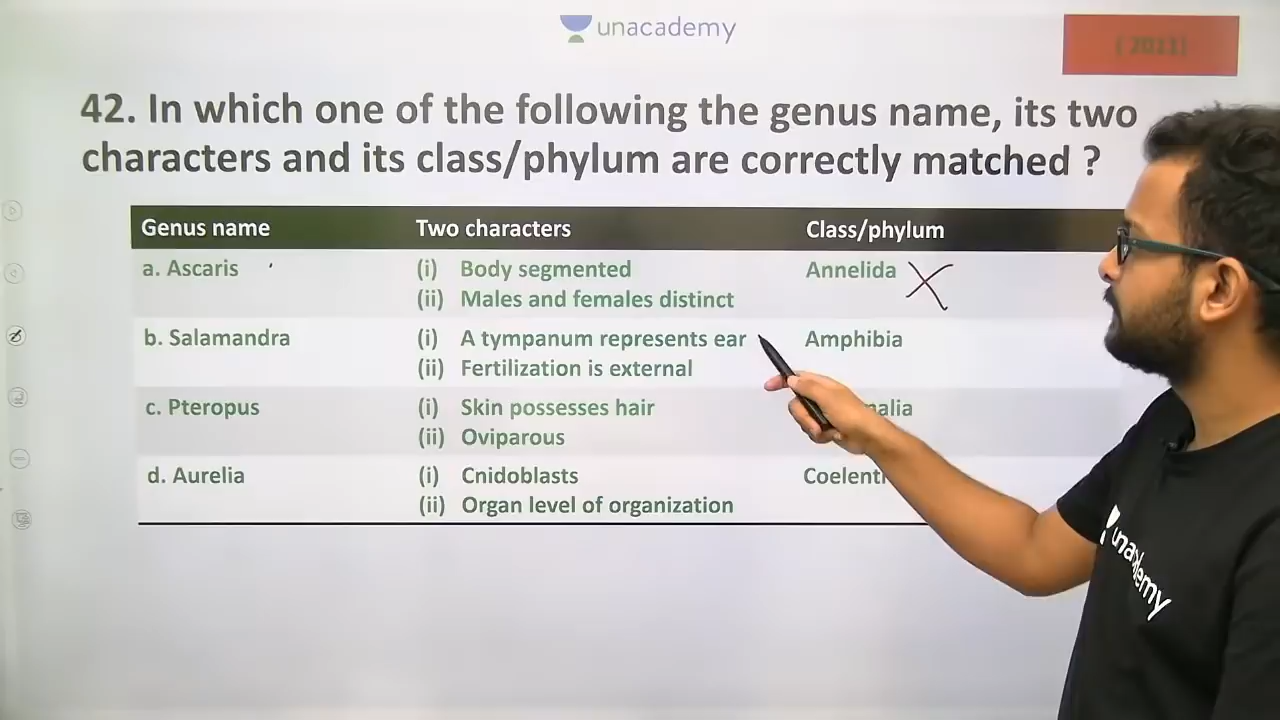 unacademy
(2011)
42. In which one of the following the genus name, its two
characters and its class/phylum are correctly matched ?
Genus name Two characters Class/phylum
a. Ascaris (i) Body segmented Annelida
(ii) Males and females distinct
b. Salamandra (i) A tympanum represents ear Amphibia
(ii) Fertilization is external
c. Pteropus (i) Skin possesses hair
(ii) Oviparous
d. Aurelia (i) Cnidoblasts
(ii) Organ level of organization
unacademy